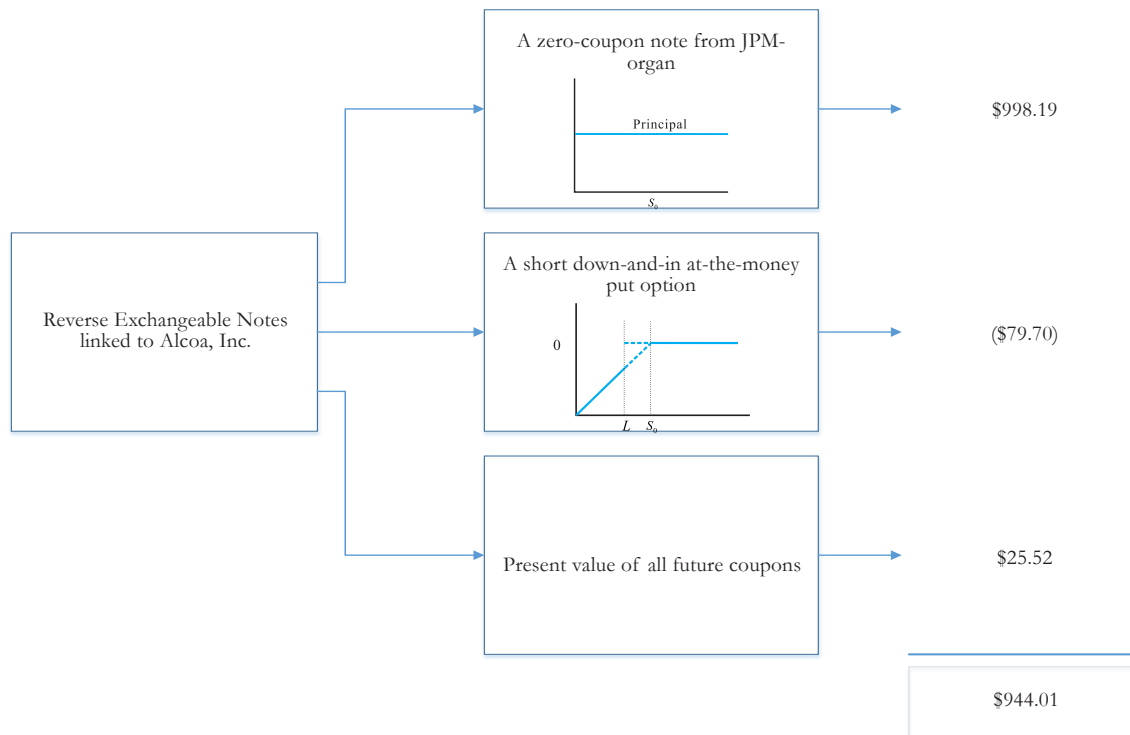 A zero-coupon note from JPM-
organ
Principal
S₀
$998.19
Reverse Exchangeable Notes
linked to Alcoa, Inc.
A short down-and-in at-the-money
put option
0
L S₀
($79.70)
Present value of all future coupons
$25.52
$944.01